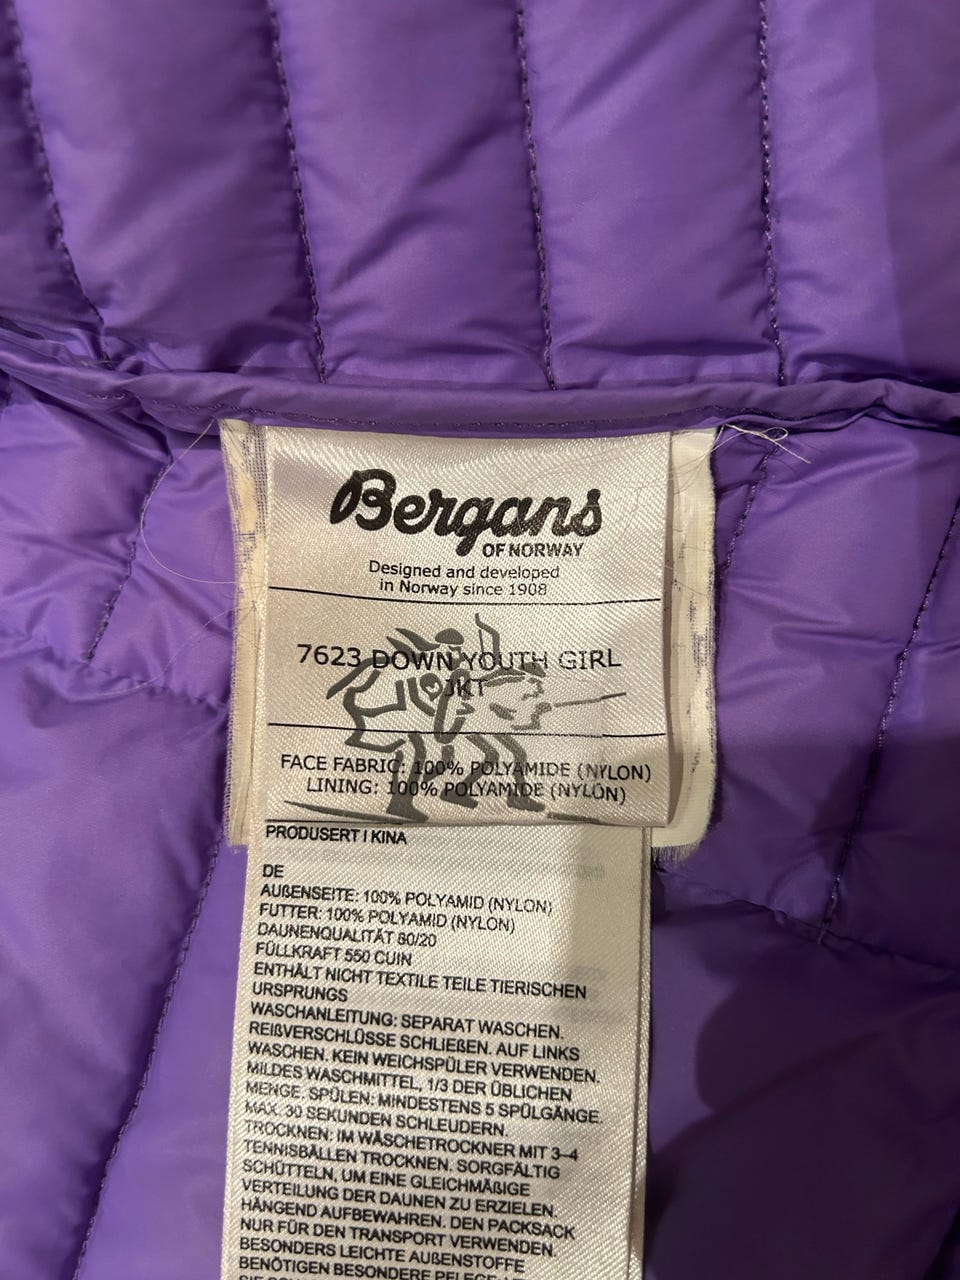 Bergans
OF NORWAY
Designed and developed
in Norway since 1908
7623 DOWN YOUTH GIRL
JKT
FACE FABRIC: 100% POLYAMIDE (NYLON)
LINING: 100% POLYAMIDE (NYLON)
PRODUSERT I KINA
DE
AUßENSEITE: 100% POLYAMID (NYLON)
FUTTER: 100% POLYAMID (NYLON)
DAUNENQUALITÄT 80/20
FÜLLKRAFT 550 CUIN
ENTHÄLT NICHT TEXTILE TEILE TIERISCHEN
URSPRUNGS
WASCHANLEITUNG: SEPARAT WASCHEN.
REIßVERSCHLÜSSE SCHLIEßEN. AUF LINKS
WASCHEN. KEIN WEICHSPÜLER VERWENDEN.
MILDES WASCHMITTEL, 1/3 DER ÜBLICHEN
MENGE. SPÜLEN: MINDESTENS 5 SPÜLGÄNGE.
MAX. 30 SEKUNDEN SCHLEUDERN.
TROCKNEN: IM WÄSCHETROCKNER MIT 3–4
TENNISBÄLLEN TROCKNEN. SORGFÄLTIG
SCHÜTTELN, UM EINE GLEICHMÄßIGE
VERTEILUNG DER DAUNEN ZU ERZIELEN.
HÄNGEND AUFBEWAHREN. DEN PACKSACK
NUR FÜR DEN TRANSPORT VERWENDEN.
BESONDERS LEICHTE AUßENSTOFFE
BENÖTIGEN BESONDERE